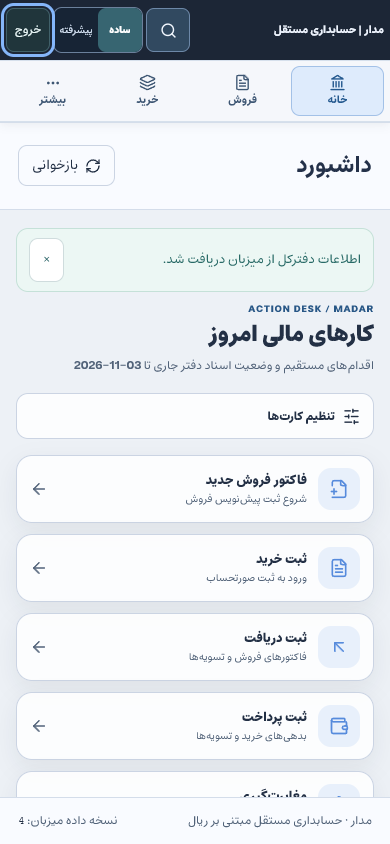 مدار | حسابداری مستقل
ساده
پیشرفته
خروج
خانه
فروش
خرید
بیشتر
داشبورد
بازخوانی
اطلاعات دفترکل از میزبان دریافت شد.
×
ACTION DESK / MADAR
کارهای مالی امروز
اقدام‌های مستقیم و وضعیت اسناد دفتر جاری تا 2026-11-03
تنظیم کارت‌ها
فاکتور فروش جدید
شروع ثبت پیش‌نویس فروش
ثبت خرید
ورود به ثبت صورتحساب
ثبت دریافت
فاکتورهای فروش و تسویه‌ها
ثبت پرداخت
بدهی‌های خرید و تسویه‌ها
مدار · حسابداری مستقل مبتنی بر ریال
نسخه داده میزبان: 4